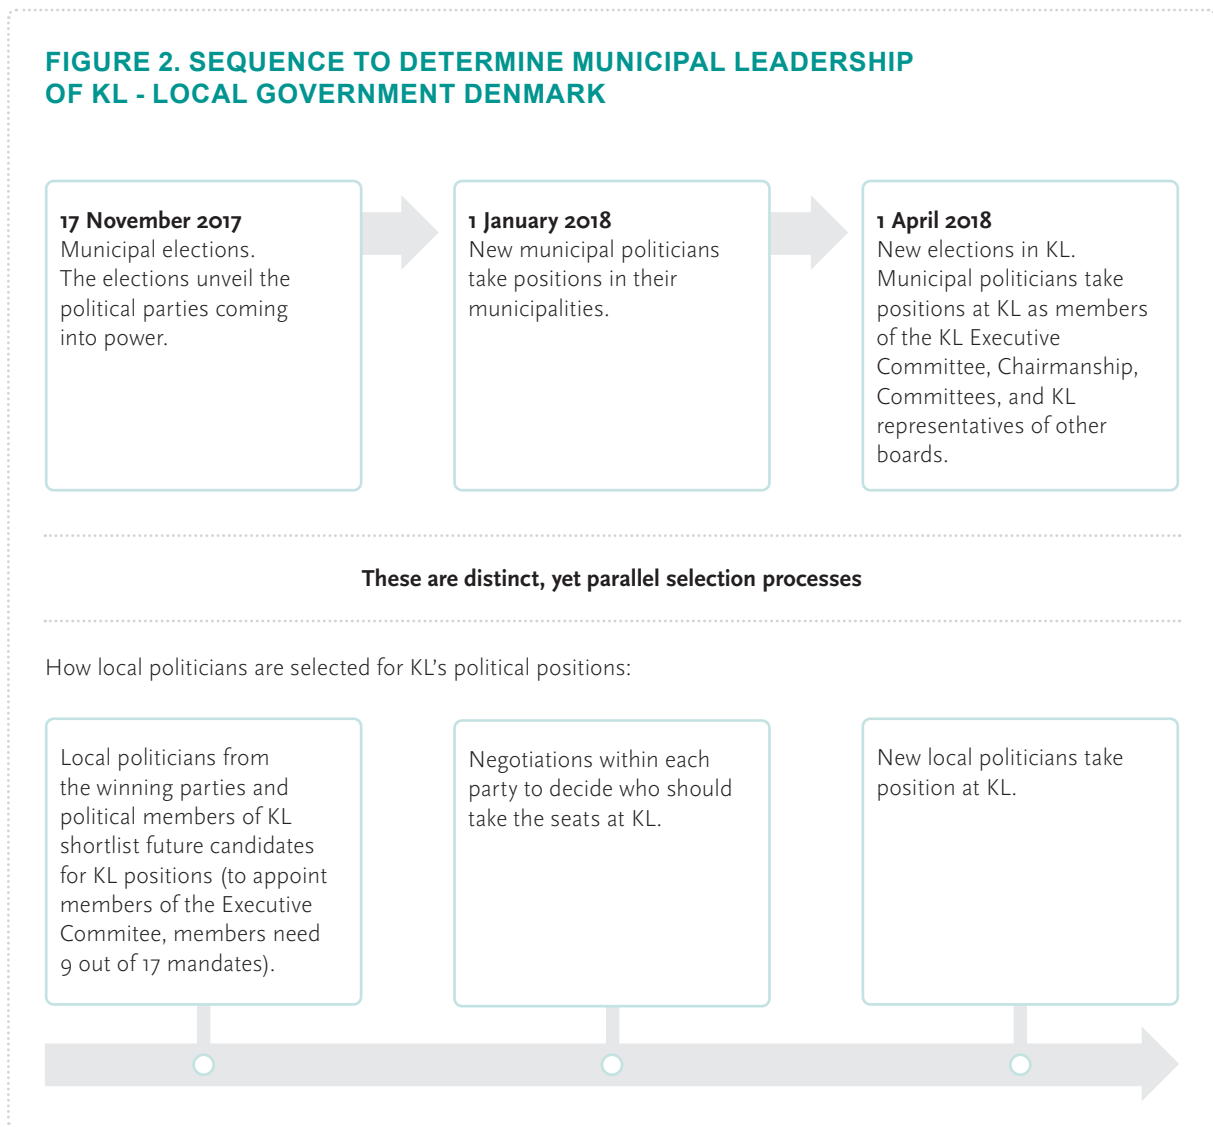 FIGURE 2. SEQUENCE TO DETERMINE MUNICIPAL LEADERSHIP
OF KL - LOCAL GOVERNMENT DENMARK
17 November 2017
Municipal elections.
The elections unveil the
political parties coming
into power.
1 January 2018
New municipal politicians
take positions in their
municipalities.
1 April 2018
New elections in KL.
Municipal politicians take
positions at KL as members
of the KL Executive
Committee, Chairmanship,
Committees, and KL
representatives of other
boards.
These are distinct, yet parallel selection processes
How local politicians are selected for KL's political positions:
Local politicians from
the winning parties and
political members of KL
shortlist future candidates
for KL positions (to appoint
members of the Executive
Commitee, members need
9 out of 17 mandates).
Negotiations within each
party to decide who should
take the seats at KL.
New local politicians take
position at KL.